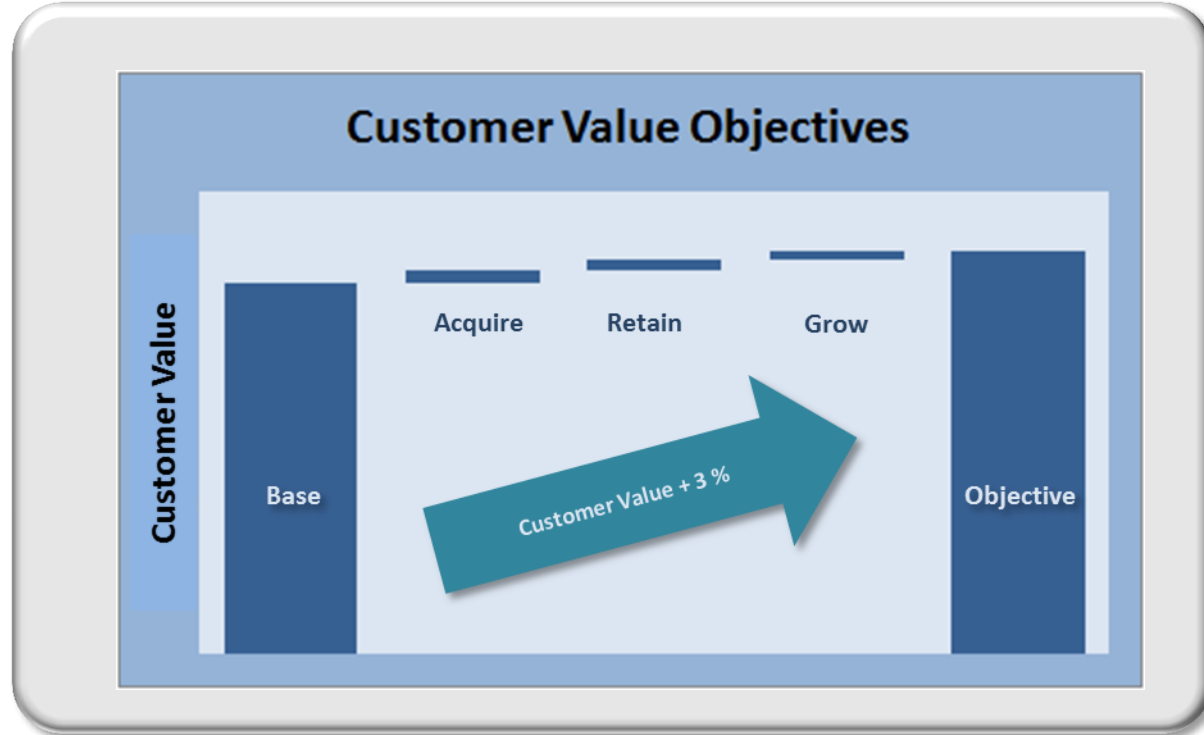 Customer Value Objectives
Customer Value
Acquire
Retain
Grow
Base
Customer Value + 3 %
Objective